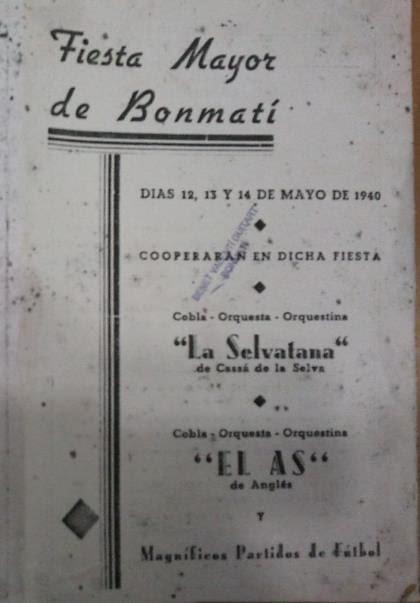 Fiesta Mayor
de Bonmatí
DIAS 12, 13 Y 14 DE MAYO DE 1940
COOPERARAN EN DICHA FIESTA
Cobla - Orquesta - Orquestina
"La Selvatana"
de Cassá de la Selva
Cobla - Orquesta - Orquestina
"EL AS"
de Anglés
Y
Magníficos Partidos de Fútbol